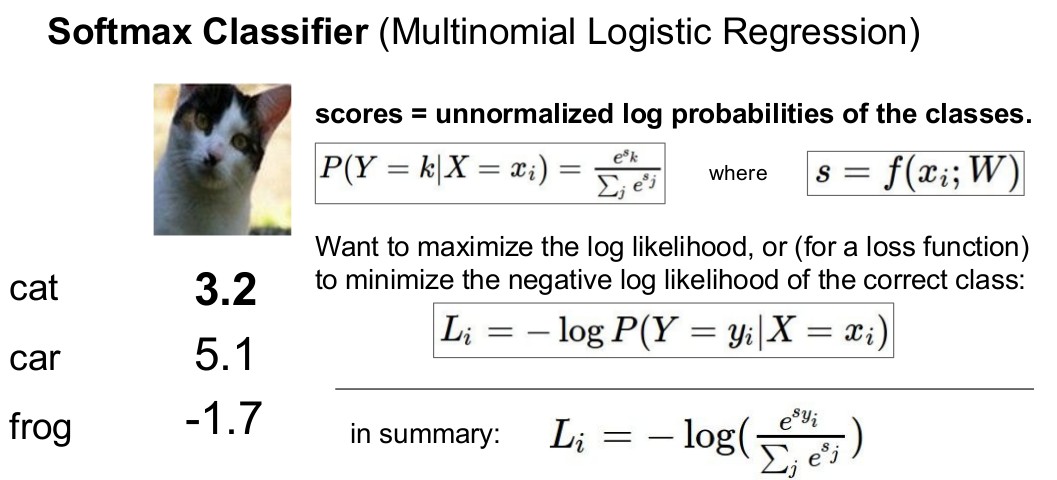 Softmax Classifier (Multinomial Logistic Regression)
scores = unnormalized log probabilities of the classes.
P(Y = k|X = x_i) = \frac{e^{s_k}}{\sum_j e^{s_j}} where s = f(x_i; W)
Want to maximize the log likelihood, or (for a loss function)
to minimize the negative log likelihood of the correct class:
L_i = − log P(Y = y_i|X = x_i)
cat 3.2
car 5.1
frog -1.7
in summary: L_i = − log(\frac{e^{s_{y_i}}}{\sum_j e^{s_j}})